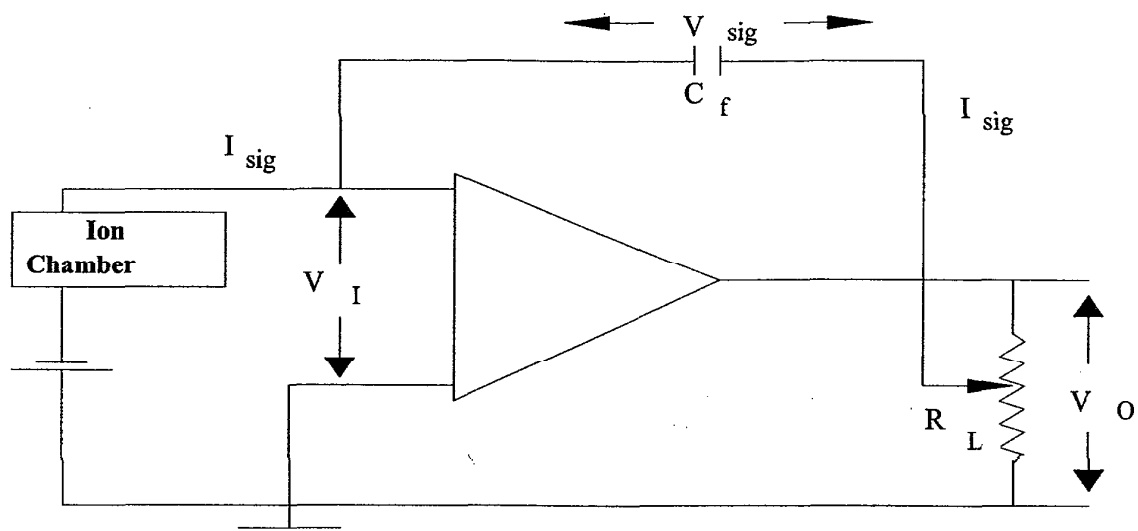 V sig
C f
I sig
I sig
Ion
Chamber
V I
R L
V O